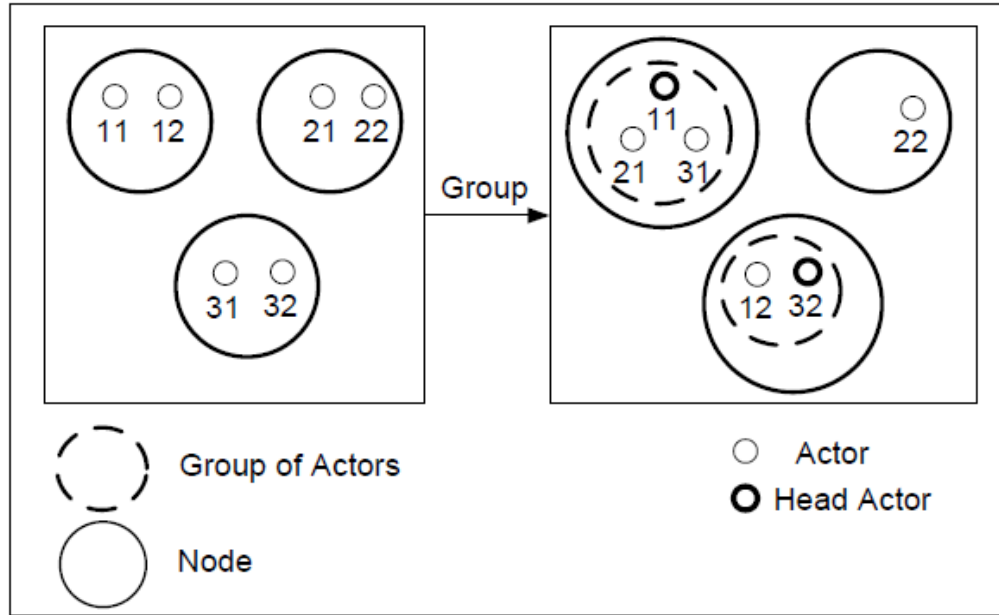 11 12
21 22
31 32
Group
11
21 31
22
12 32
Group of Actors
Node
Actor
Head Actor